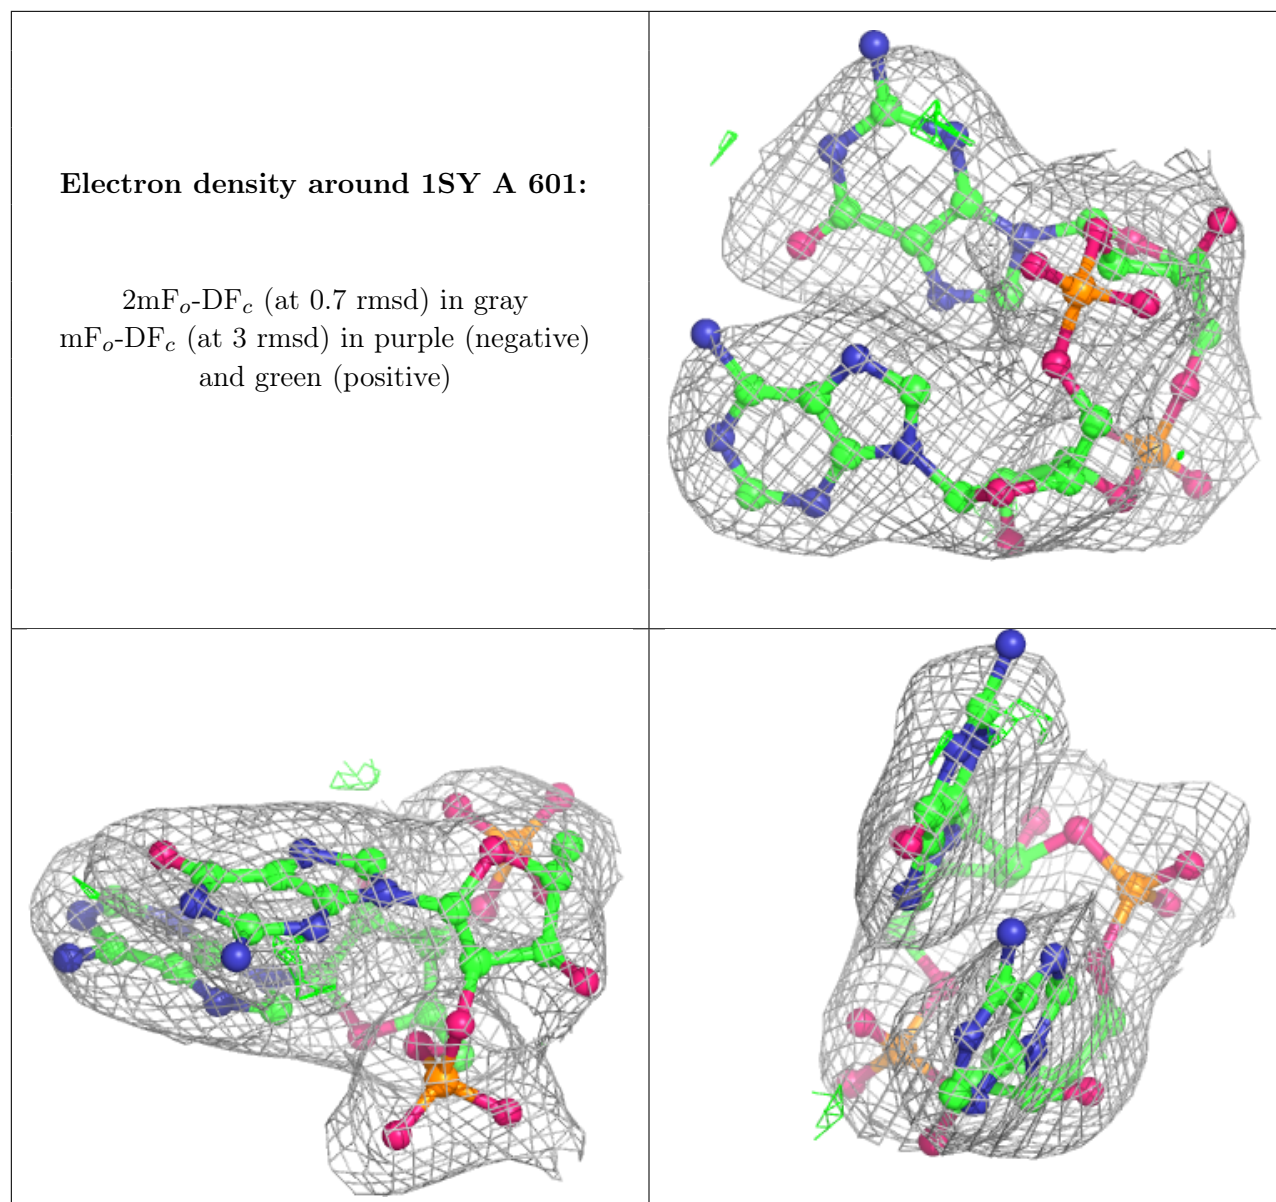 Electron density around 1SY A 601:
2mFo-DFc (at 0.7 rmsd) in gray
mFo-DFc (at 3 rmsd) in purple (negative)
and green (positive)